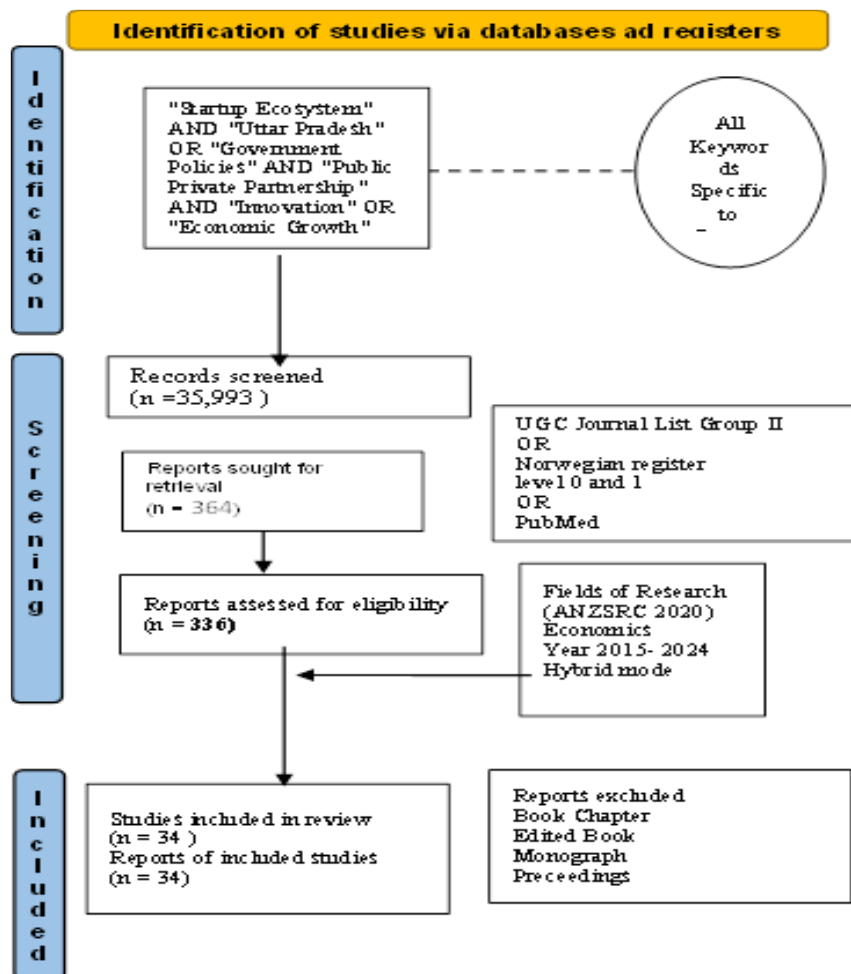 Identification of studies via databases ad registers
Identification
"Startup Ecosystem"
AND "Uttar Pradesh"
OR "Government
Policies" AND "Public
Private Partnership"
AND "Innovation" OR
"Economic Growth"
All
Keywor
ds
Specific
to
Screening
Records screened
(n =35,993 )
UGC Journal List Group II
OR
Norwegian register
level 0 and 1
OR
PubMed
Reports sought for
retrieval
(n = 364)
Reports assessed for eligibility
(n = 336)
Fields of Research
(ANZSRC 2020)
Economics
Year 2015- 2024
Hybrid mode
Included
Studies included in review
(n = 34 )
Reports of included studies
(n = 34)
Reports excluded
Book Chapter
Edited Book
Monograph
Preceedings